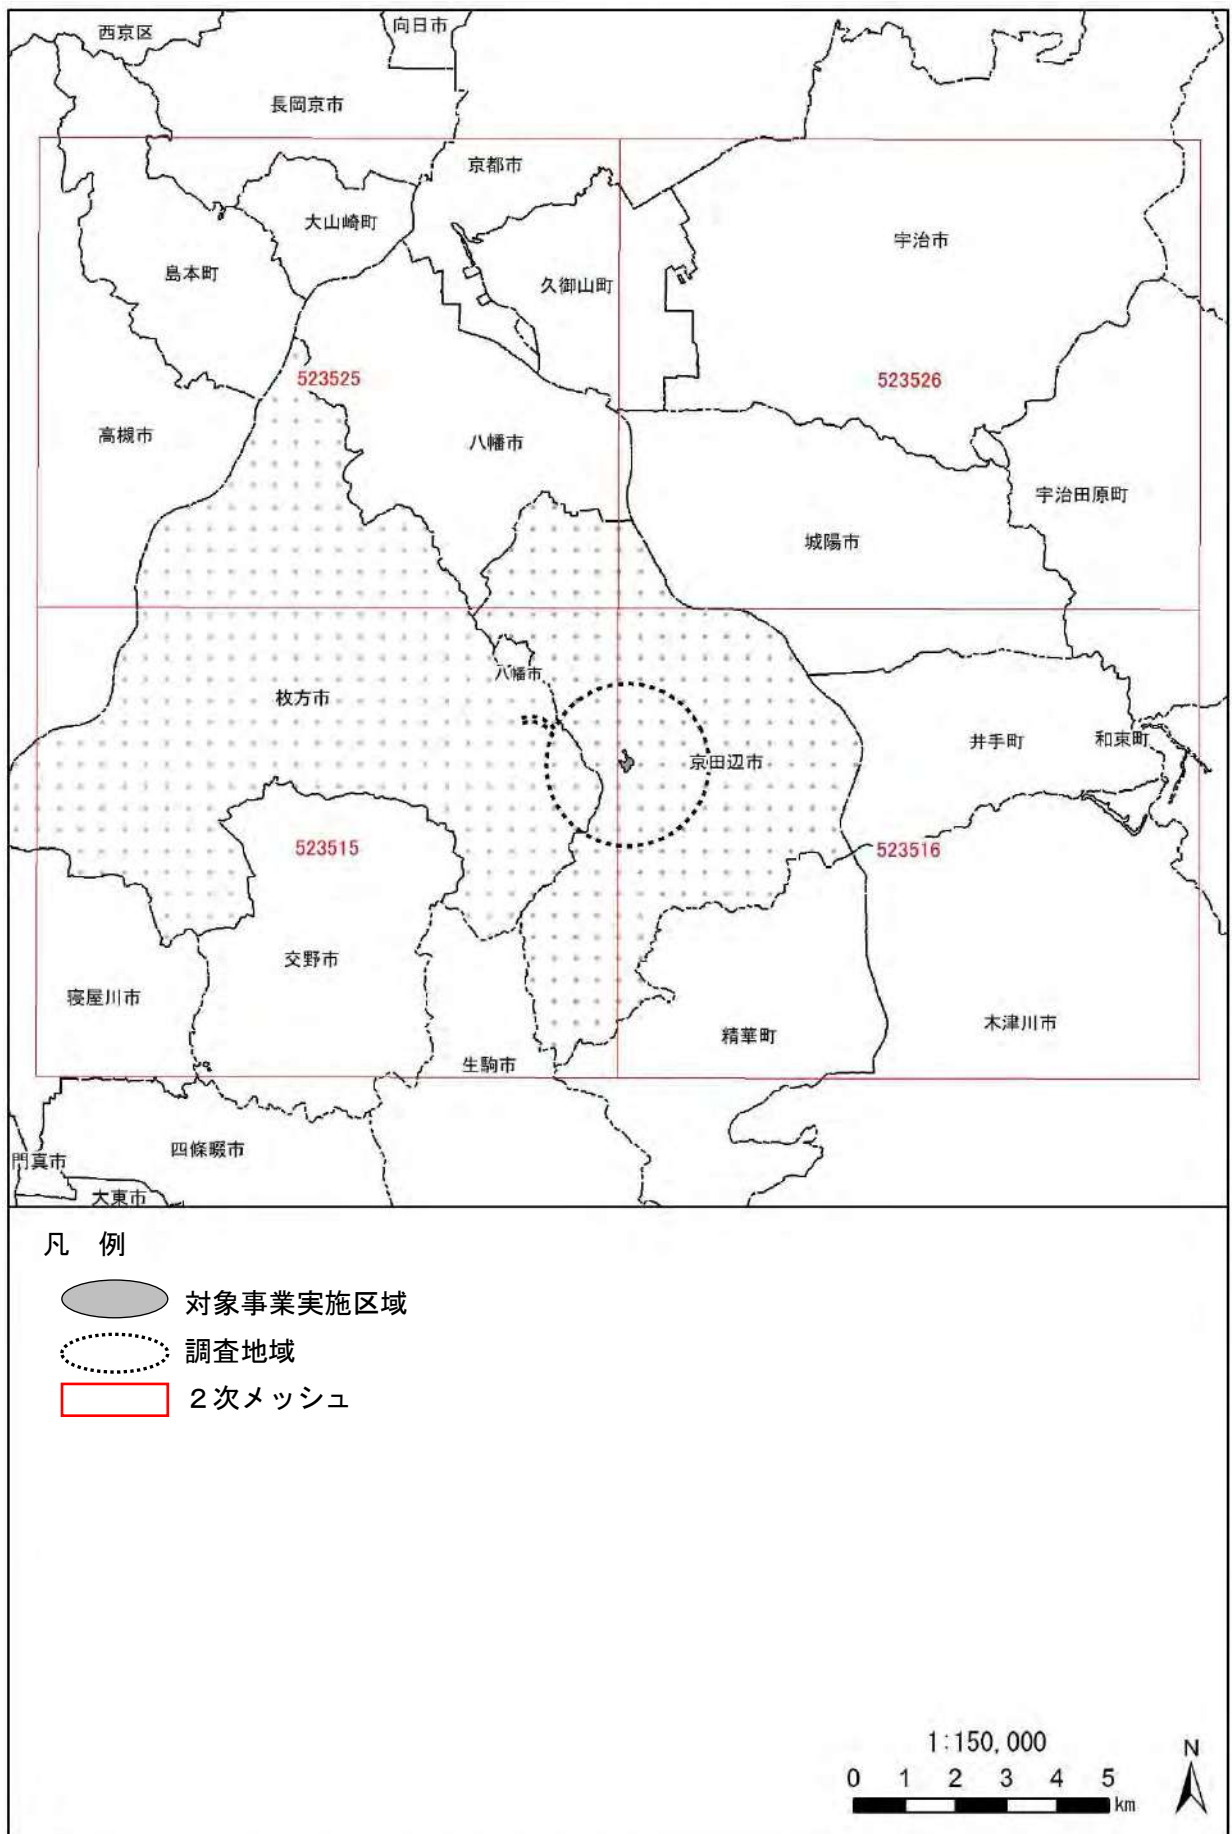 西京区
向日市
長岡京市
京都市
大山崎町
宇治市
島本町
久御山町
523525
523526
高槻市
八幡市
宇治田原町
城陽市
八幡市
枚方市
井手町
和束町
京田辺市
523515
523516
交野市
寝屋川市
木津川市
精華町
生駒市
四條畷市
門真市
大東市
凡 例
対象事業実施区域
調査地域
２次メッシュ
1:150,000
N
0 1 2 3 4 5
km